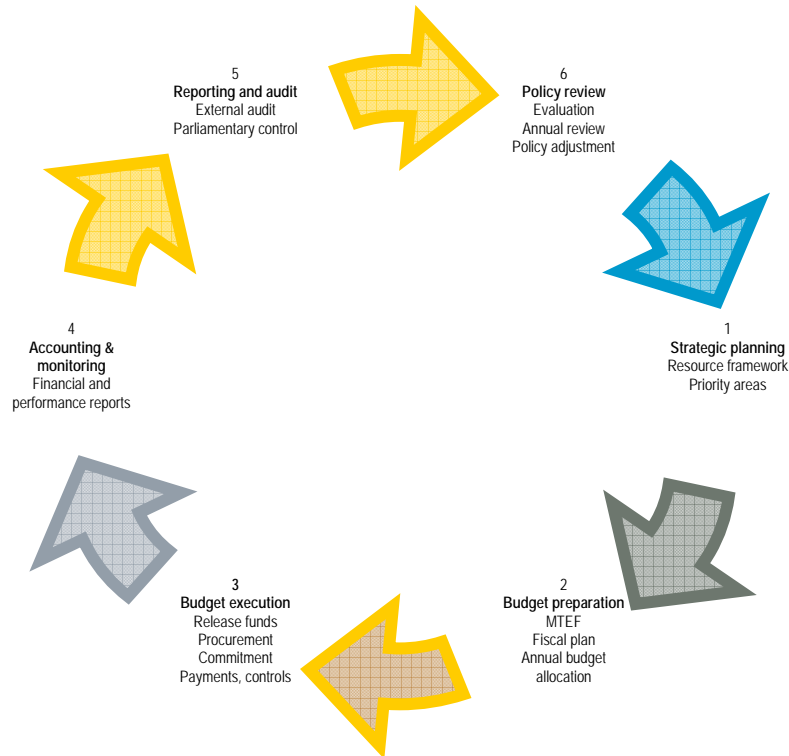 5
Reporting and audit
External audit
Parliamentary control
6
Policy review
Evaluation
Annual review
Policy adjustment
4
Accounting &
monitoring
Financial and
performance reports
1
Strategic planning
Resource framework
Priority areas
3
Budget execution
Release funds
Procurement
Commitment
Payments, controls
2
Budget preparation
MTEF
Fiscal plan
Annual budget
allocation